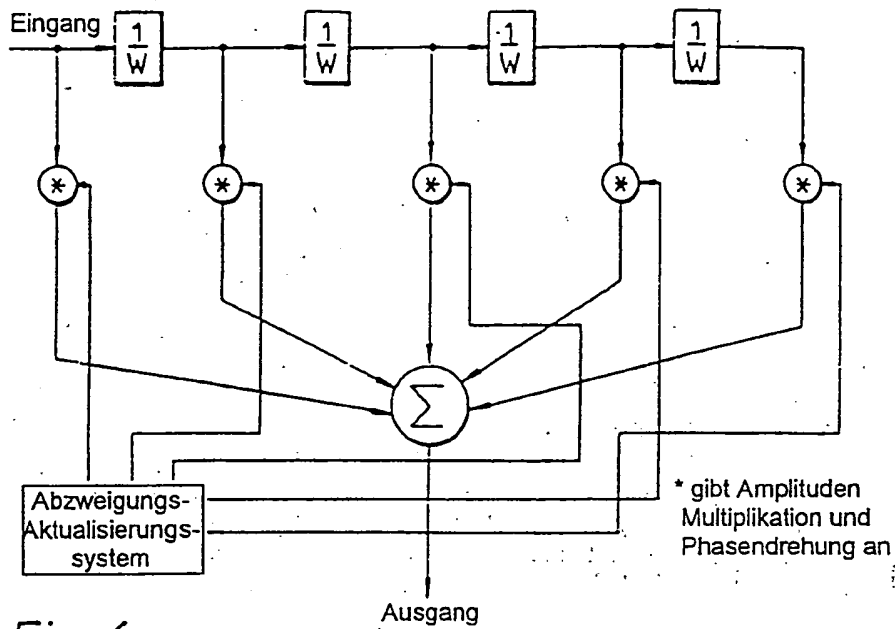 Eingang
1/W 1/W 1/W 1/W
* * * * *
Σ
Abzweigungs-
Aktualisierungs-
system
* gibt Amplituden
Multiplikation und
Phasendrehung an
Ausgang